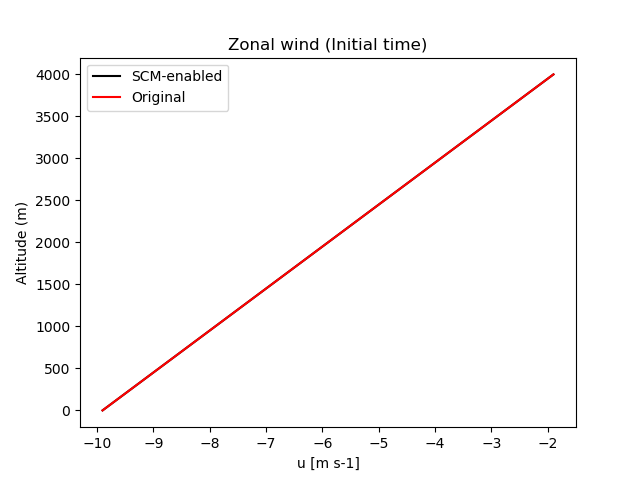 Zonal wind (Initial time)
SCM-enabled
Original
4000
3500
3000
2500
2000
1500
1000
500
0
Altitude (m)
−10 −9 −8 −7 −6 −5 −4 −3 −2
u [m s-1]